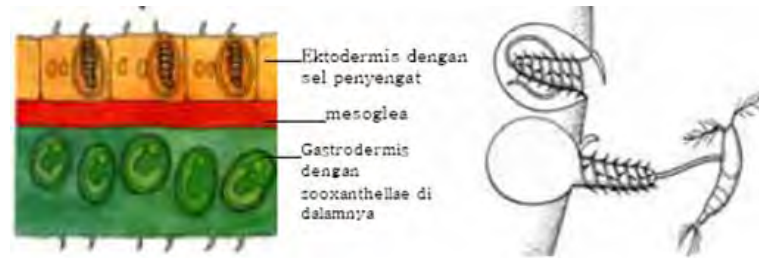 Ektodermis dengan
sel penyengat
mesoglea
Gastrodermis
dengan
zooxanthellae di
dalamnya